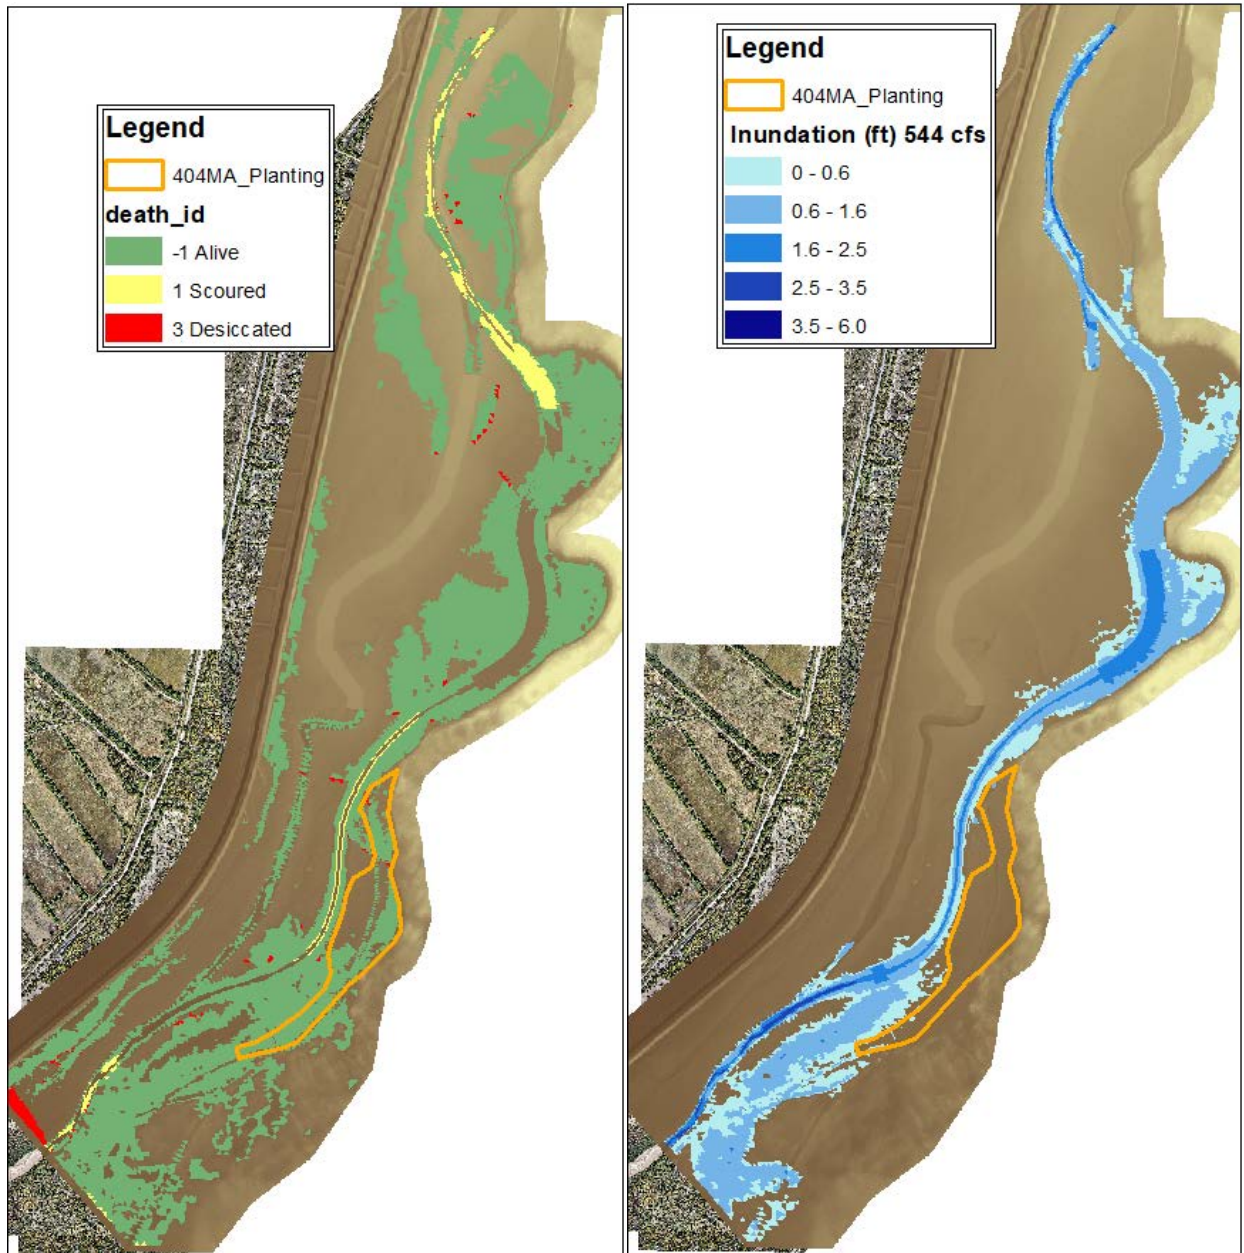 Legend
404MA_Planting
death_id
-1 Alive
1 Scoured
3 Desiccated
Legend
404MA_Planting
Inundation (ft) 544 cfs
0 - 0.6
0.6 - 1.6
1.6 - 2.5
2.5 - 3.5
3.5 - 6.0